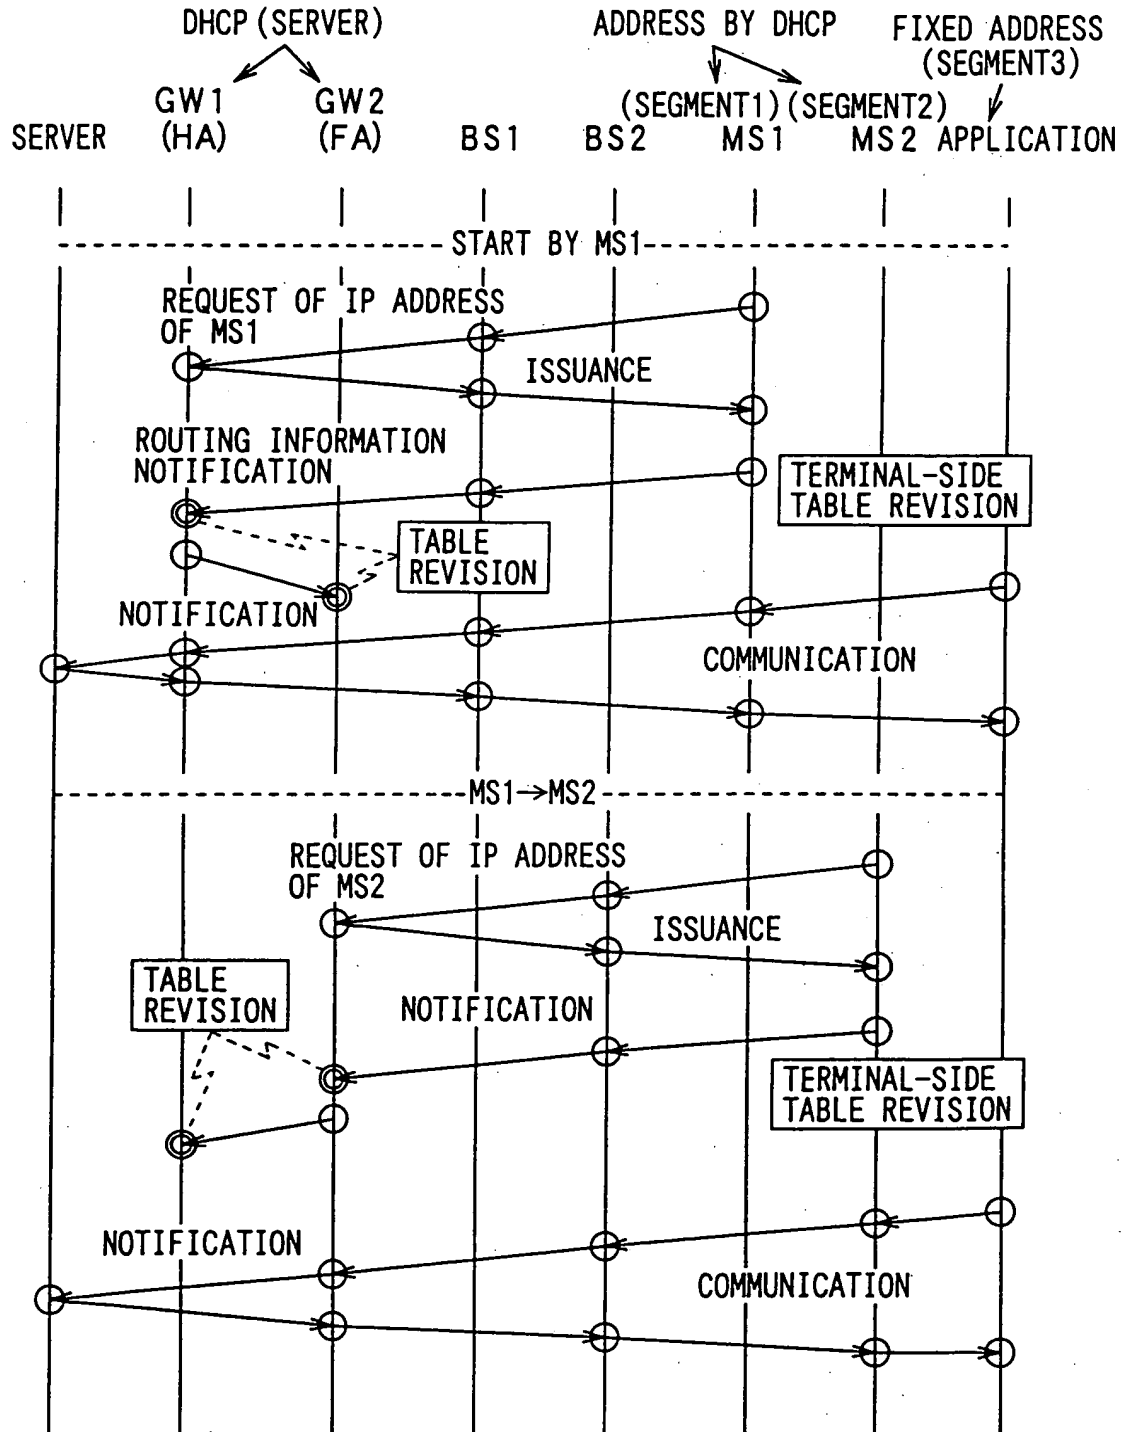 DHCP (SERVER)
ADDRESS BY DHCP
FIXED ADDRESS
(SEGMENT3)
(SEGMENT1) (SEGMENT2)
GW1
(HA)
GW2
(FA)
SERVER
BS1
BS2
MS1
MS2
APPLICATION
START BY MS1
REQUEST OF IP ADDRESS
OF MS1
ISSUANCE
ROUTING INFORMATION
NOTIFICATION
TERMINAL-SIDE
TABLE REVISION
TABLE
REVISION
NOTIFICATION
COMMUNICATION
MS1→MS2
REQUEST OF IP ADDRESS
OF MS2
ISSUANCE
TABLE
REVISION
NOTIFICATION
TERMINAL-SIDE
TABLE REVISION
NOTIFICATION
COMMUNICATION